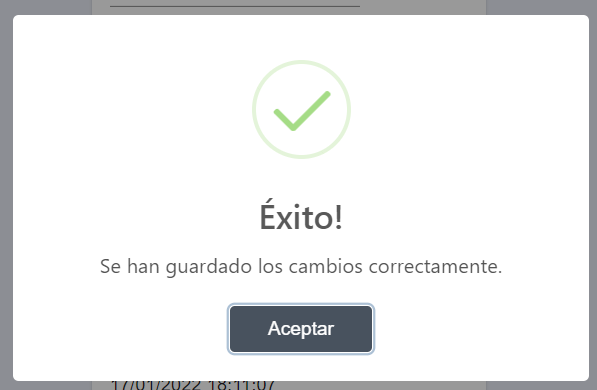 Éxito!
Se han guardado los cambios correctamente.
Aceptar
17/01/2022 18:11:07